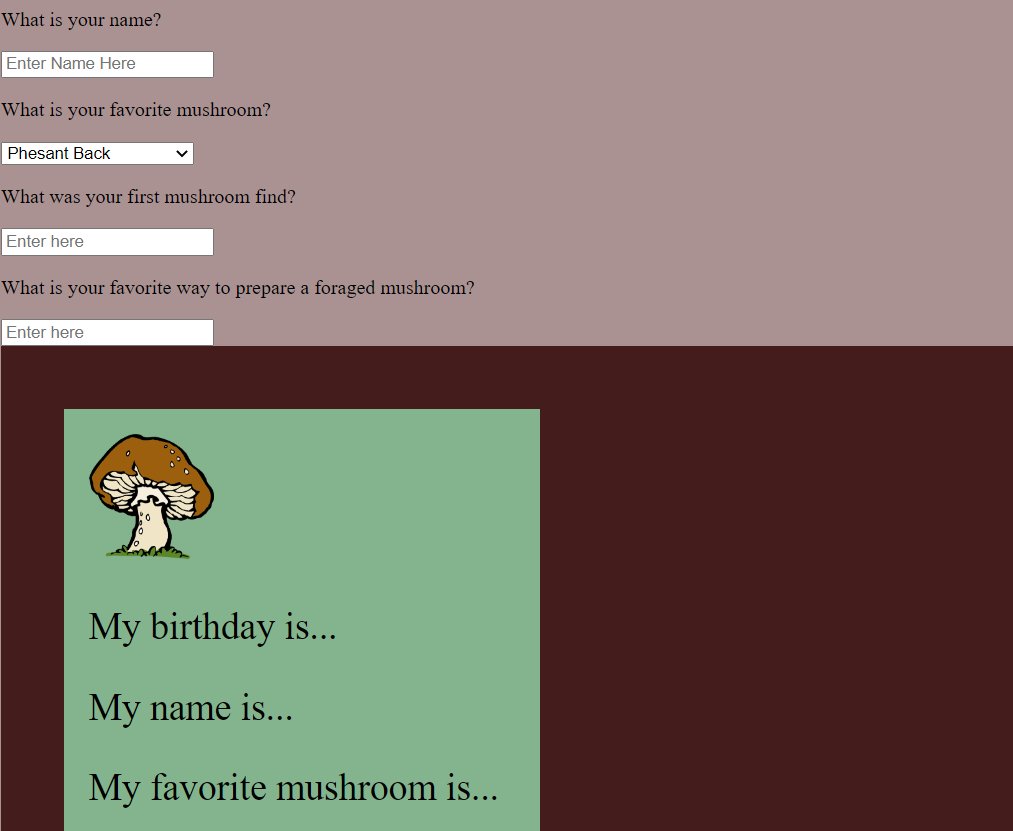 What is your name?
Enter Name Here
What is your favorite mushroom?
Phesant Back
What was your first mushroom find?
Enter here
What is your favorite way to prepare a foraged mushroom?
Enter here
My birthday is...
My name is...
My favorite mushroom is...